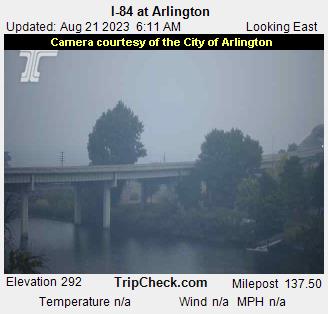 I-84 at Arlington
Updated: Aug 21 2023 6:11 AM Looking East
Camera courtesy of the City of Arlington
Elevation 292 TripCheck.com Milepost 137.50
Temperature n/a Wind n/a MPH n/a